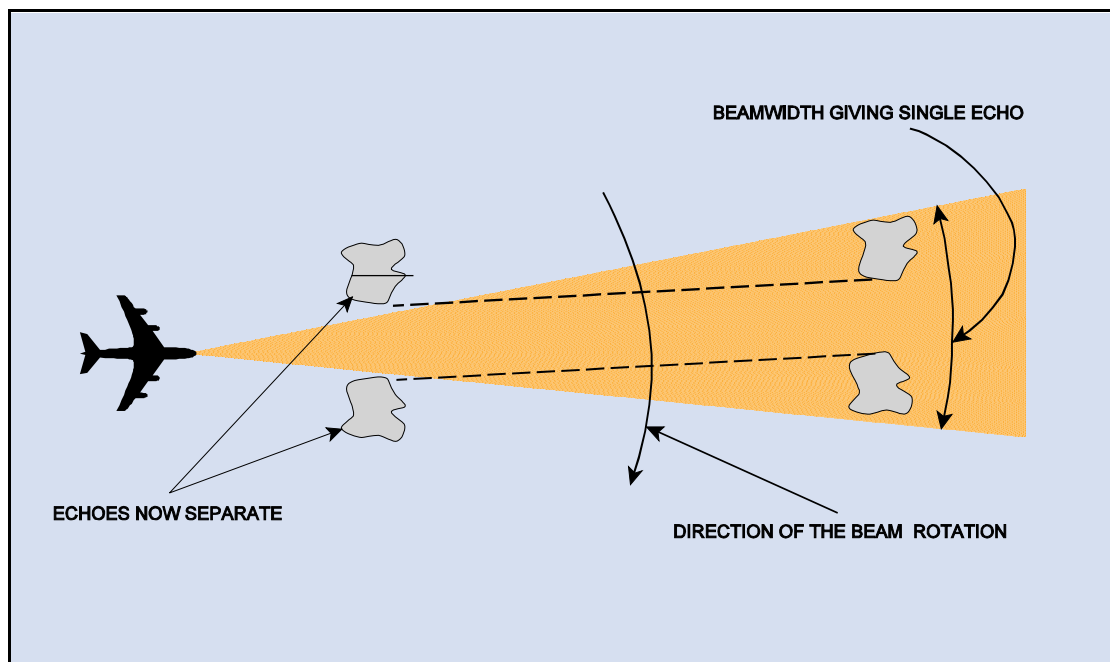 BEAMWIDTH GIVING SINGLE ECHO
ECHOES NOW SEPARATE
DIRECTION OF THE BEAM ROTATION